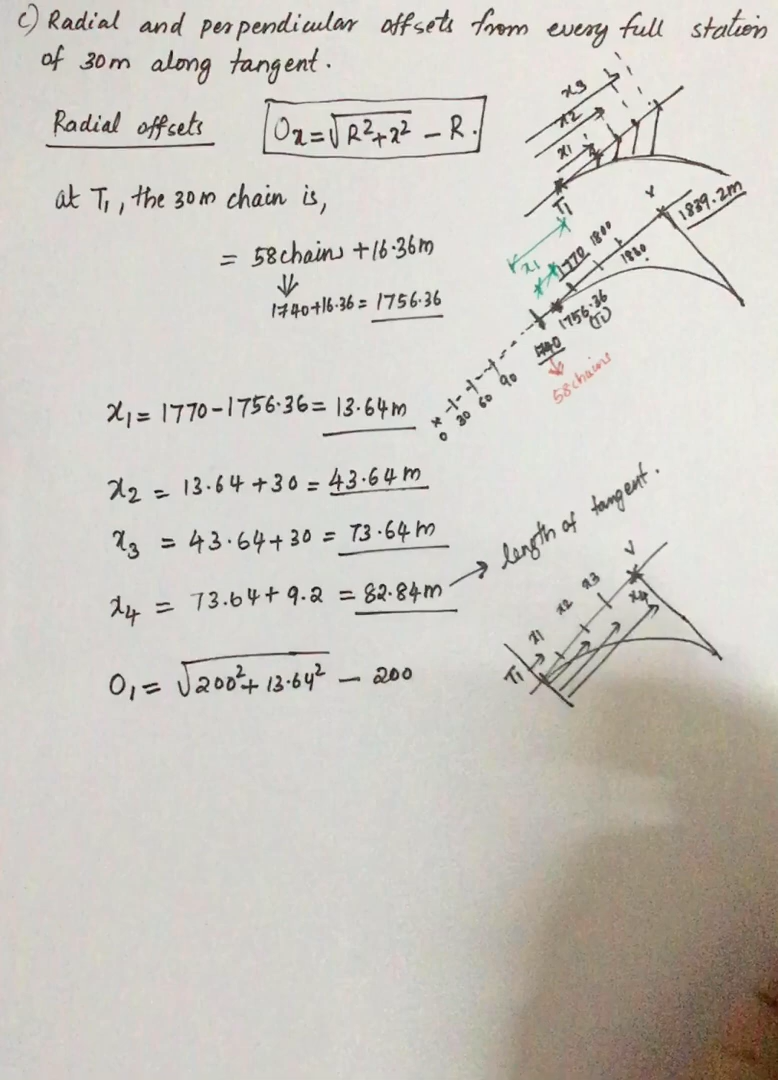 c) Radial and perpendicular offsets from every full station
of 30m along tangent.
Radial offsets
Ox = √R²+x² - R.
x3
x2
x1
T1
at T1, the 30m chain is,
= 58 chains + 16.36m
1740+16.36 = 1756.36
V
1839.2m
x1
1770
1800
1830
1756.36
(T1)
1740
58 chains
0 30 60 90
x1 = 1770-1756.36 = 13.64m
x2 = 13.64 + 30 = 43.64m
x3 = 43.64+30 = 73.64m
x4 = 73.64+ 9.2 = 82.84m → length of tangent.
V
x1
x2
x3
x4
T1
O1 = √200²+ 13.64² - 200